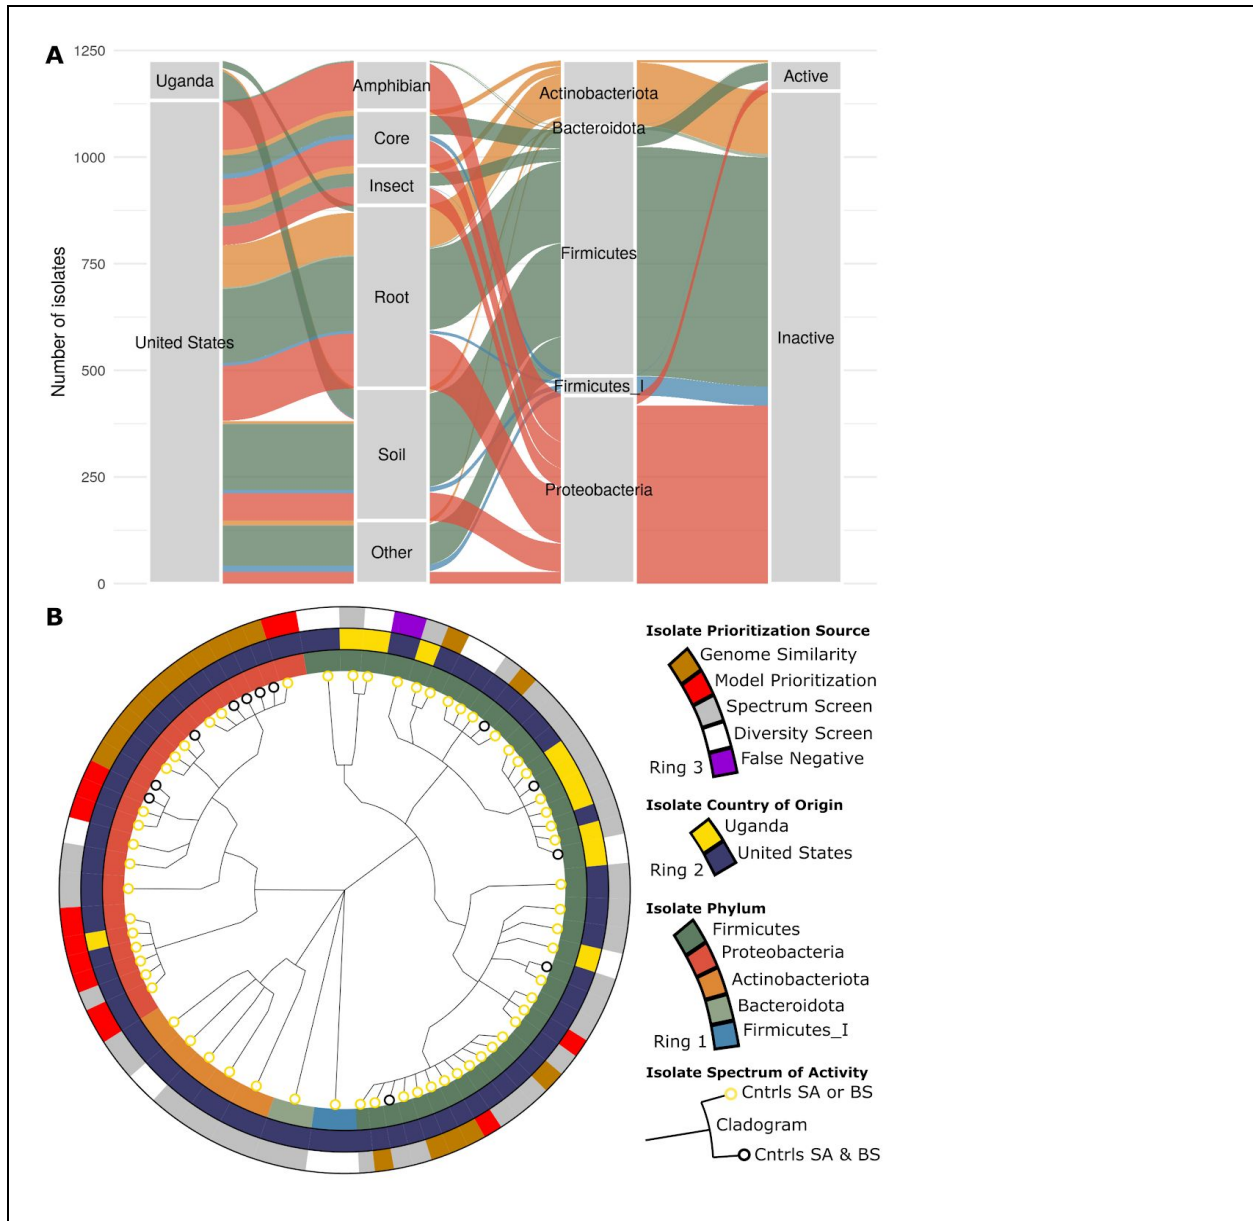 A
1250
1000
750
500
250
0
Number of isolates
Uganda
United States
Amphibian
Core
Insect
Root
Soil
Other
Actinobacteriota
Bacteroidota
Firmicutes
Firmicutes_I
Proteobacteria
Active
Inactive
B
Isolate Prioritization Source
Genome Similarity
Model Prioritization
Spectrum Screen
Diversity Screen
False Negative
Ring 3
Isolate Country of Origin
Uganda
United States
Ring 2
Isolate Phylum
Firmicutes
Proteobacteria
Actinobacteriota
Bacteroidota
Firmicutes_I
Ring 1
Isolate Spectrum of Activity
Cntrls SA or BS
Cladogram
Cntrls SA & BS